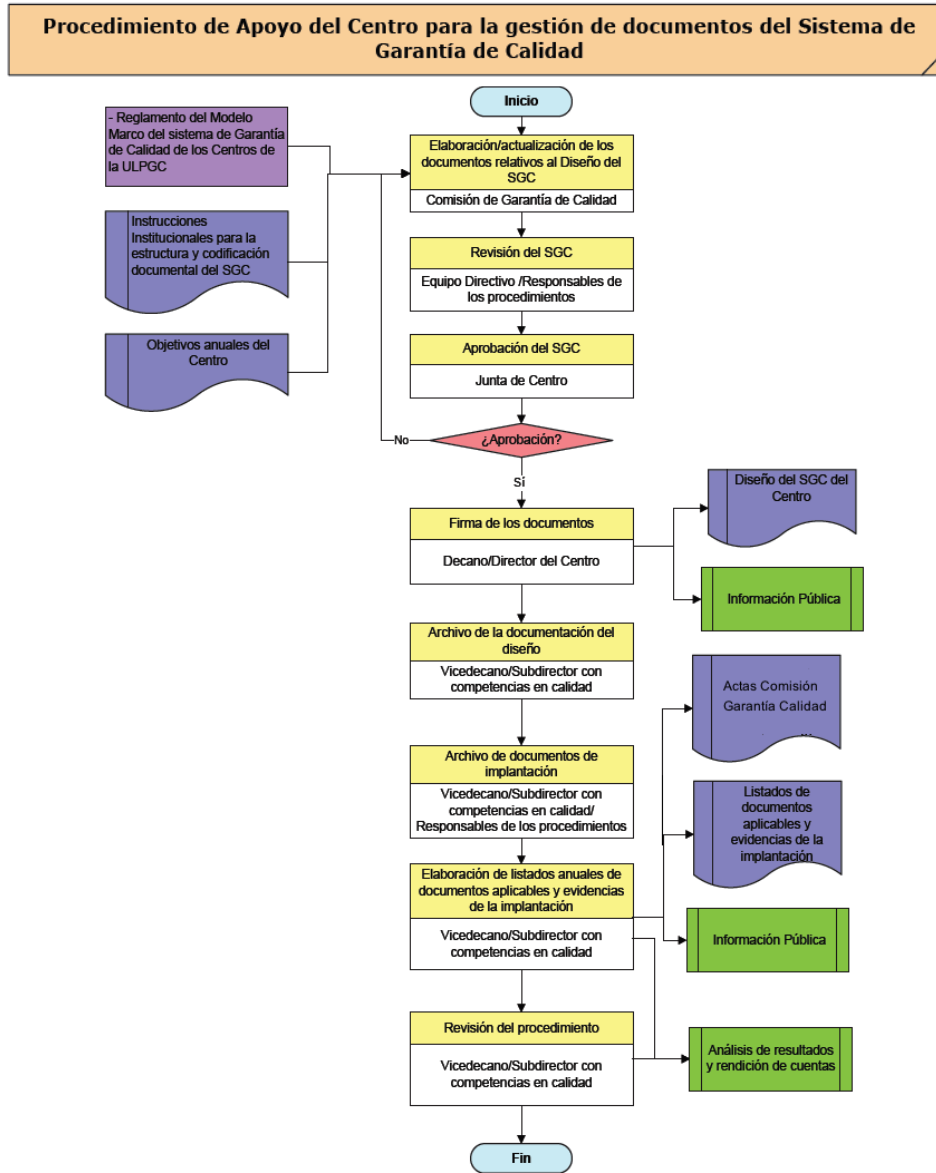 Procedimiento de Apoyo del Centro para la gestión de documentos del Sistema de
Garantía de Calidad
Inicio
- Reglamento del Modelo
Marco del sistema de Garantía
de Calidad de los Centros de
la ULPGC
Elaboración/actualización de los
documentos relativos al Diseño del
SGC
Comisión de Garantía de Calidad
Instrucciones
Institucionales para la
estructura y codificación
documental del SGC
Revisión del SGC
Equipo Directivo /Responsables de
los procedimientos
Objetivos anuales del
Centro
Aprobación del SGC
Junta de Centro
¿Aprobación?
No
Sí
Firma de los documentos
Decano/Director del Centro
Diseño del SGC del
Centro
Información Pública
Archivo de la documentación del
diseño
Vicedecano/Subdirector con
competencias en calidad
Actas Comisión
Garantía Calidad
Archivo de documentos de
implantación
Vicedecano/Subdirector con
competencias en calidad/
Responsables de los procedimientos
Listados de
documentos
aplicables y
evidencias de la
implantación
Elaboración de listados anuales de
documentos aplicables y evidencias
de la implantación
Vicedecano/Subdirector con
competencias en calidad
Información Pública
Revisión del procedimiento
Vicedecano/Subdirector con
competencias en calidad
Análisis de resultados
y rendición de cuentas
Fin